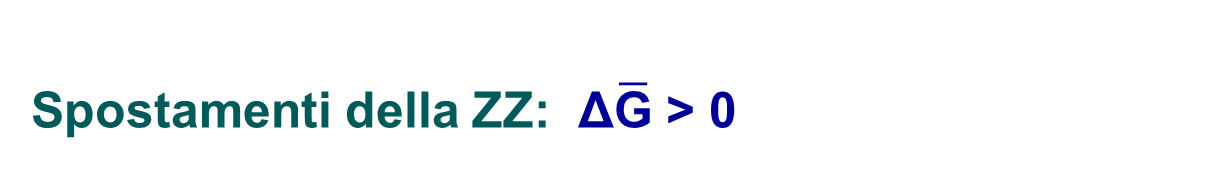 Spostamenti della ZZ: ΔG̅ > 0